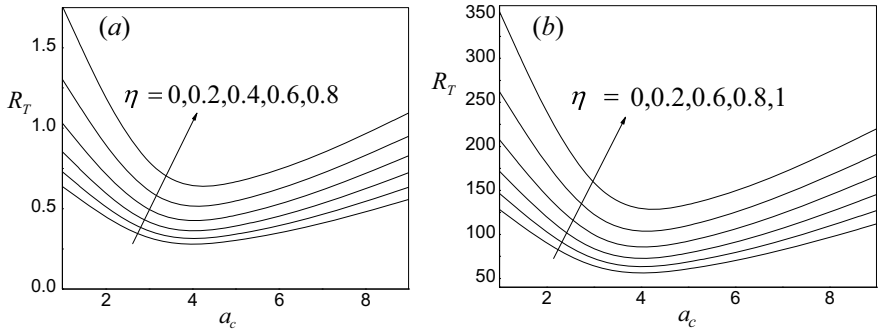 (a)
1.5
R_T
η = 0,0.2,0.4,0.6,0.8
1.0
0.5
0.0
2 4 6 8
a_c
(b)
350
300
R_T
250
η = 0,0.2,0.6,0.8,1
200
150
100
50
2 4 6 8
a_c